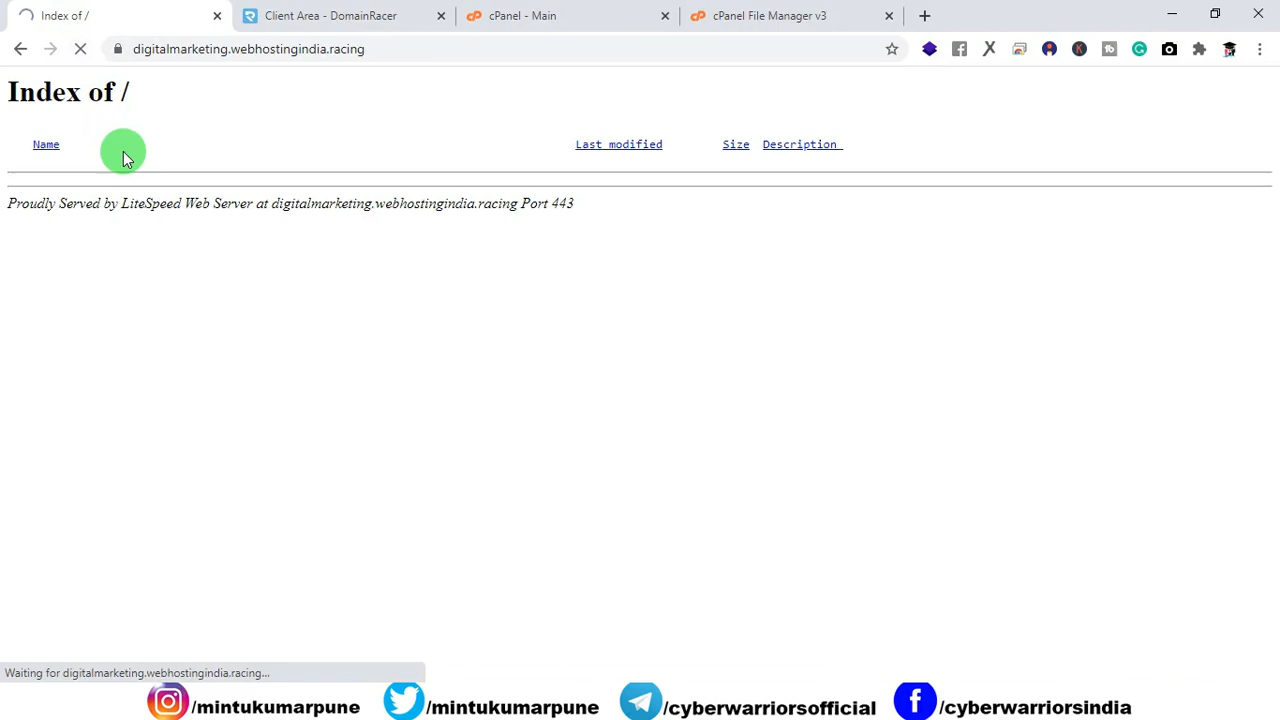 Index of /
Client Area - DomainRacer
cPanel - Main
cPanel File Manager v3
digitalmarketing.webhostingindia.racing
Index of /
Name Last modified Size Description
Proudly Served by LiteSpeed Web Server at digitalmarketing.webhostingindia.racing Port 443
Waiting for digitalmarketing.webhostingindia.racing...
/mintukumarpune /mintukumarpune /cyberwarriorsofficial /cyberwarriorsindia